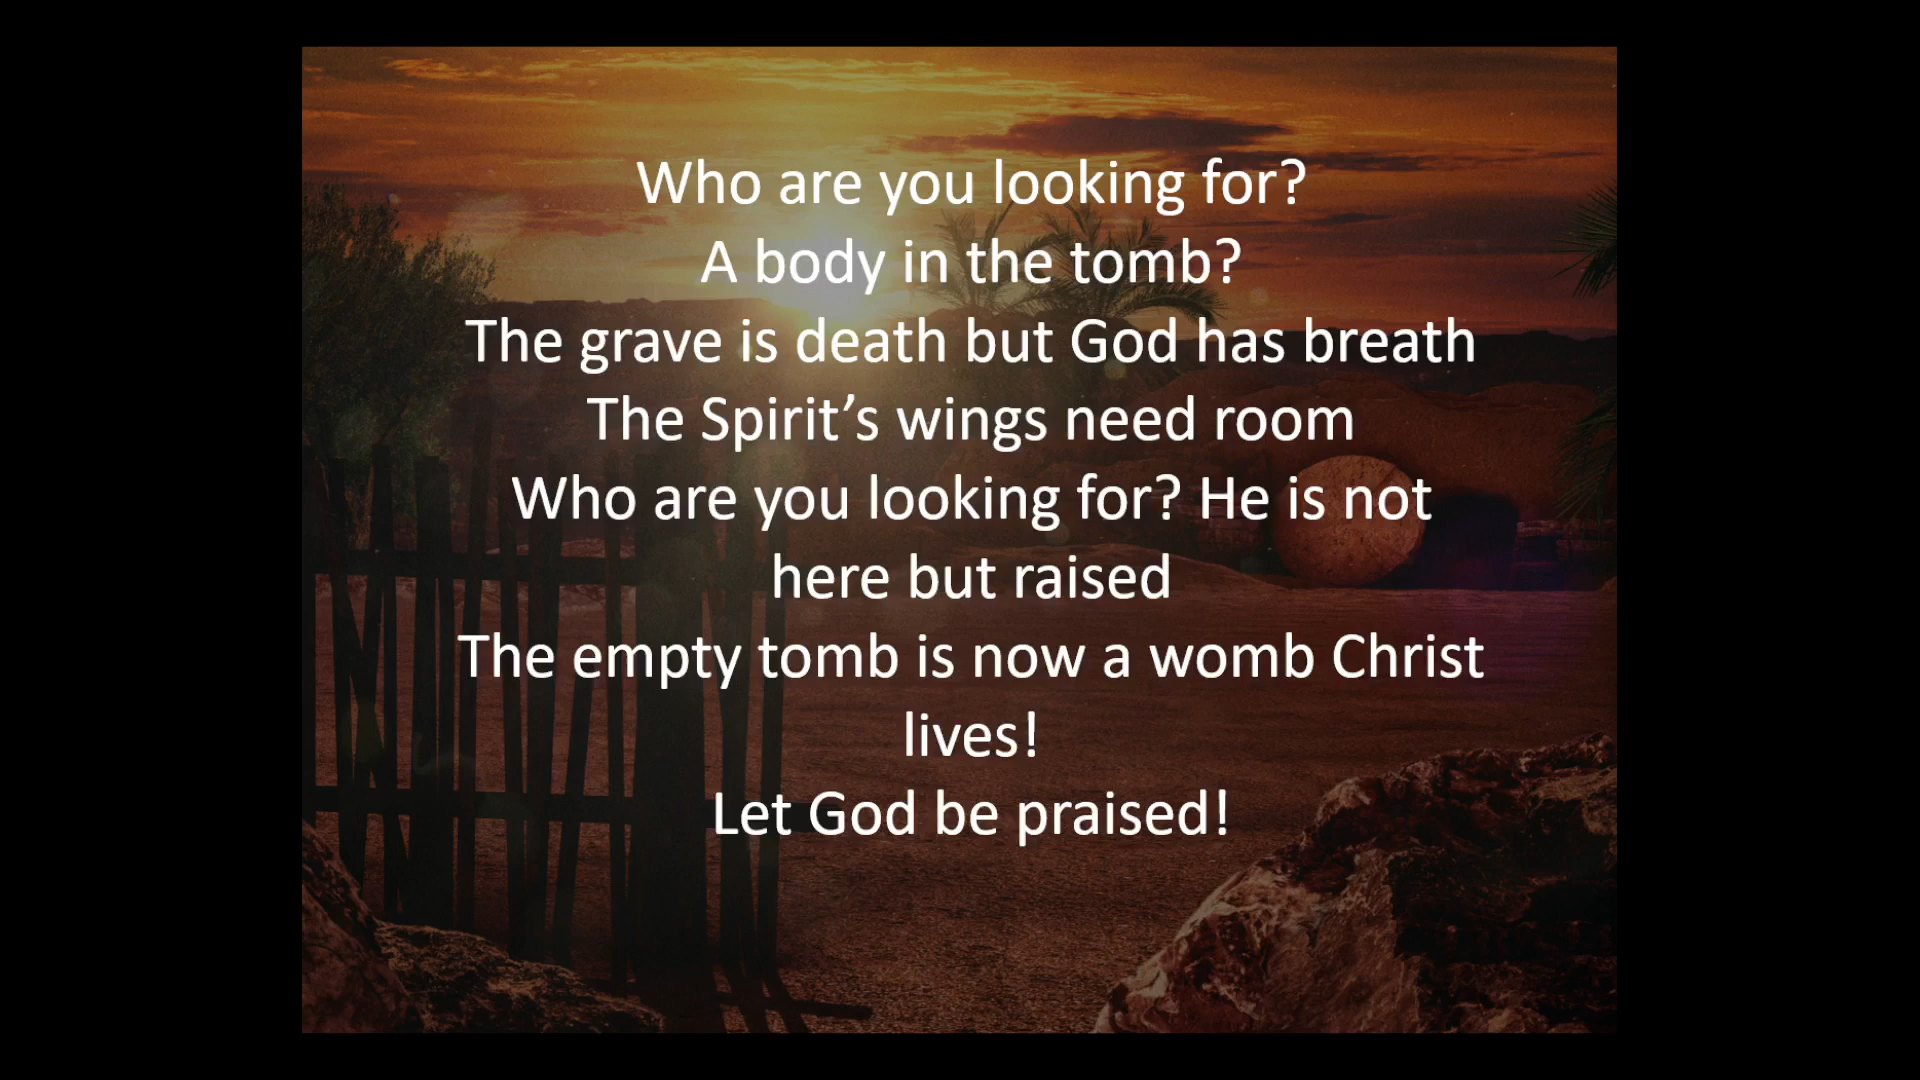 Who are you looking for?
A body in the tomb?
The grave is death but God has breath
The Spirit’s wings need room
Who are you looking for? He is not
here but raised
The empty tomb is now a womb Christ
lives!
Let God be praised!